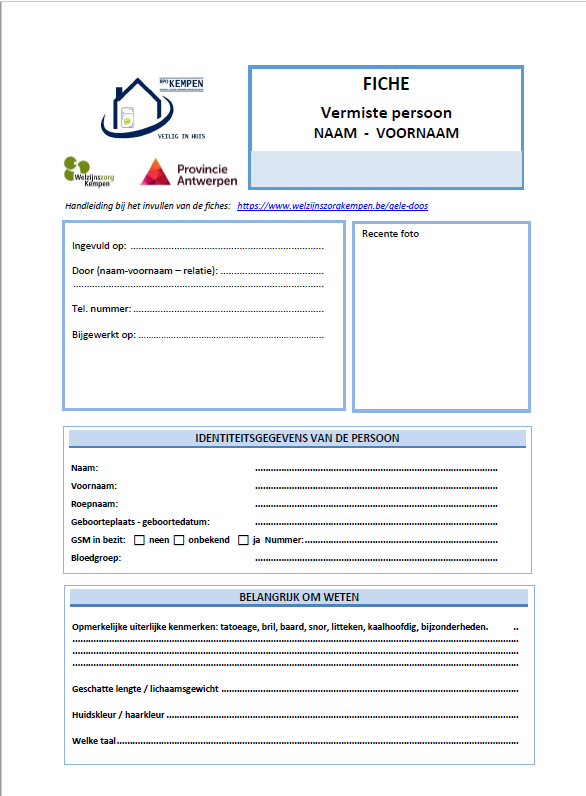 RPO KEMPEN
VEILIG IN HUIS
Welzijnszorg
Kempen
Provincie
Antwerpen
FICHE
Vermiste persoon
NAAM - VOORNAAM
Handleiding bij het invullen van de fiches: https://www.welzijnszorgkempen.be/gele-doos
Ingevuld op: ......................................................................
Door (naam-voornaam – relatie): ......................................
..........................................................................................
Tel. nummer: .....................................................................
Bijgewerkt op: ...................................................................
Recente foto
IDENTITEITSGEGEVENS VAN DE PERSOON
Naam: ................................................................................
Voornaam: ................................................................................
Roepnaam: ................................................................................
Geboorteplaats - geboortedatum: ................................................................................
GSM in bezit: ☐ neen ☐ onbekend ☐ ja Nummer:................................................................
Bloedgroep: ................................................................................
BELANGRIJK OM WETEN
Opmerkelijke uiterlijke kenmerken: tatoeage, bril, baard, snor, litteken, kaalhoofdig, bijzonderheden. ..
................................................................................................................................
................................................................................................................................
................................................................................................................................
Geschatte lengte / lichaamsgewicht ................................................................................
Huidskleur / haarkleur ................................................................................................
Welke taal ................................................................................................................